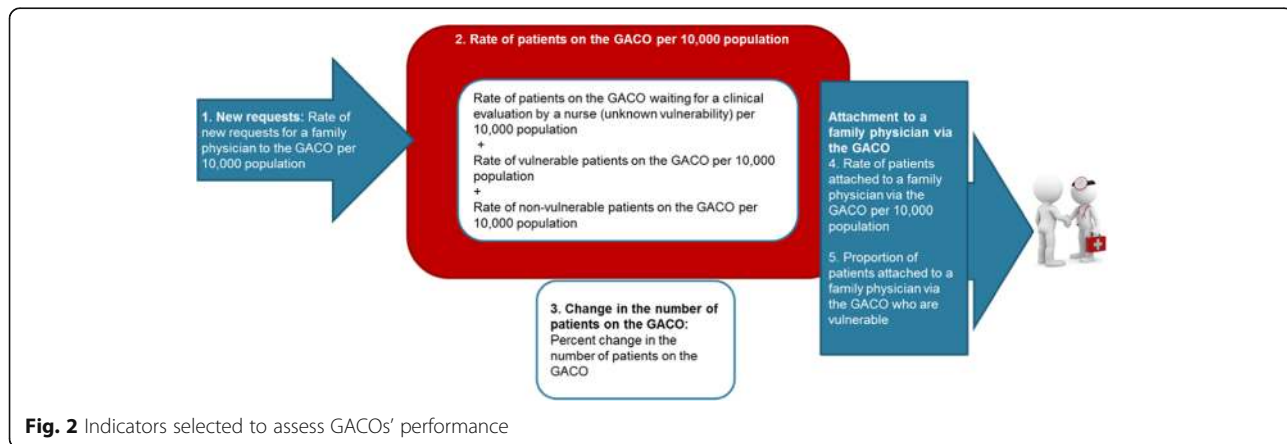 2. Rate of patients on the GACO per 10,000 population
1. New requests: Rate of
new requests for a family
physician to the GACO per
10,000 population
Rate of patients on the GACO waiting for a clinical
evaluation by a nurse (unknown vulnerability) per
10,000 population
+
Rate of vulnerable patients on the GACO per 10,000
population
+
Rate of non-vulnerable patients on the GACO per
10,000 population
3. Change in the number of
patients on the GACO:
Percent change in the
number of patients on the
GACO
Attachment to a
family physician via
the GACO
4. Rate of patients
attached to a family
physician via the
GACO per 10,000
population
5. Proportion of
patients attached to a
family physician via
the GACO who are
vulnerable
Fig. 2 Indicators selected to assess GACOs' performance